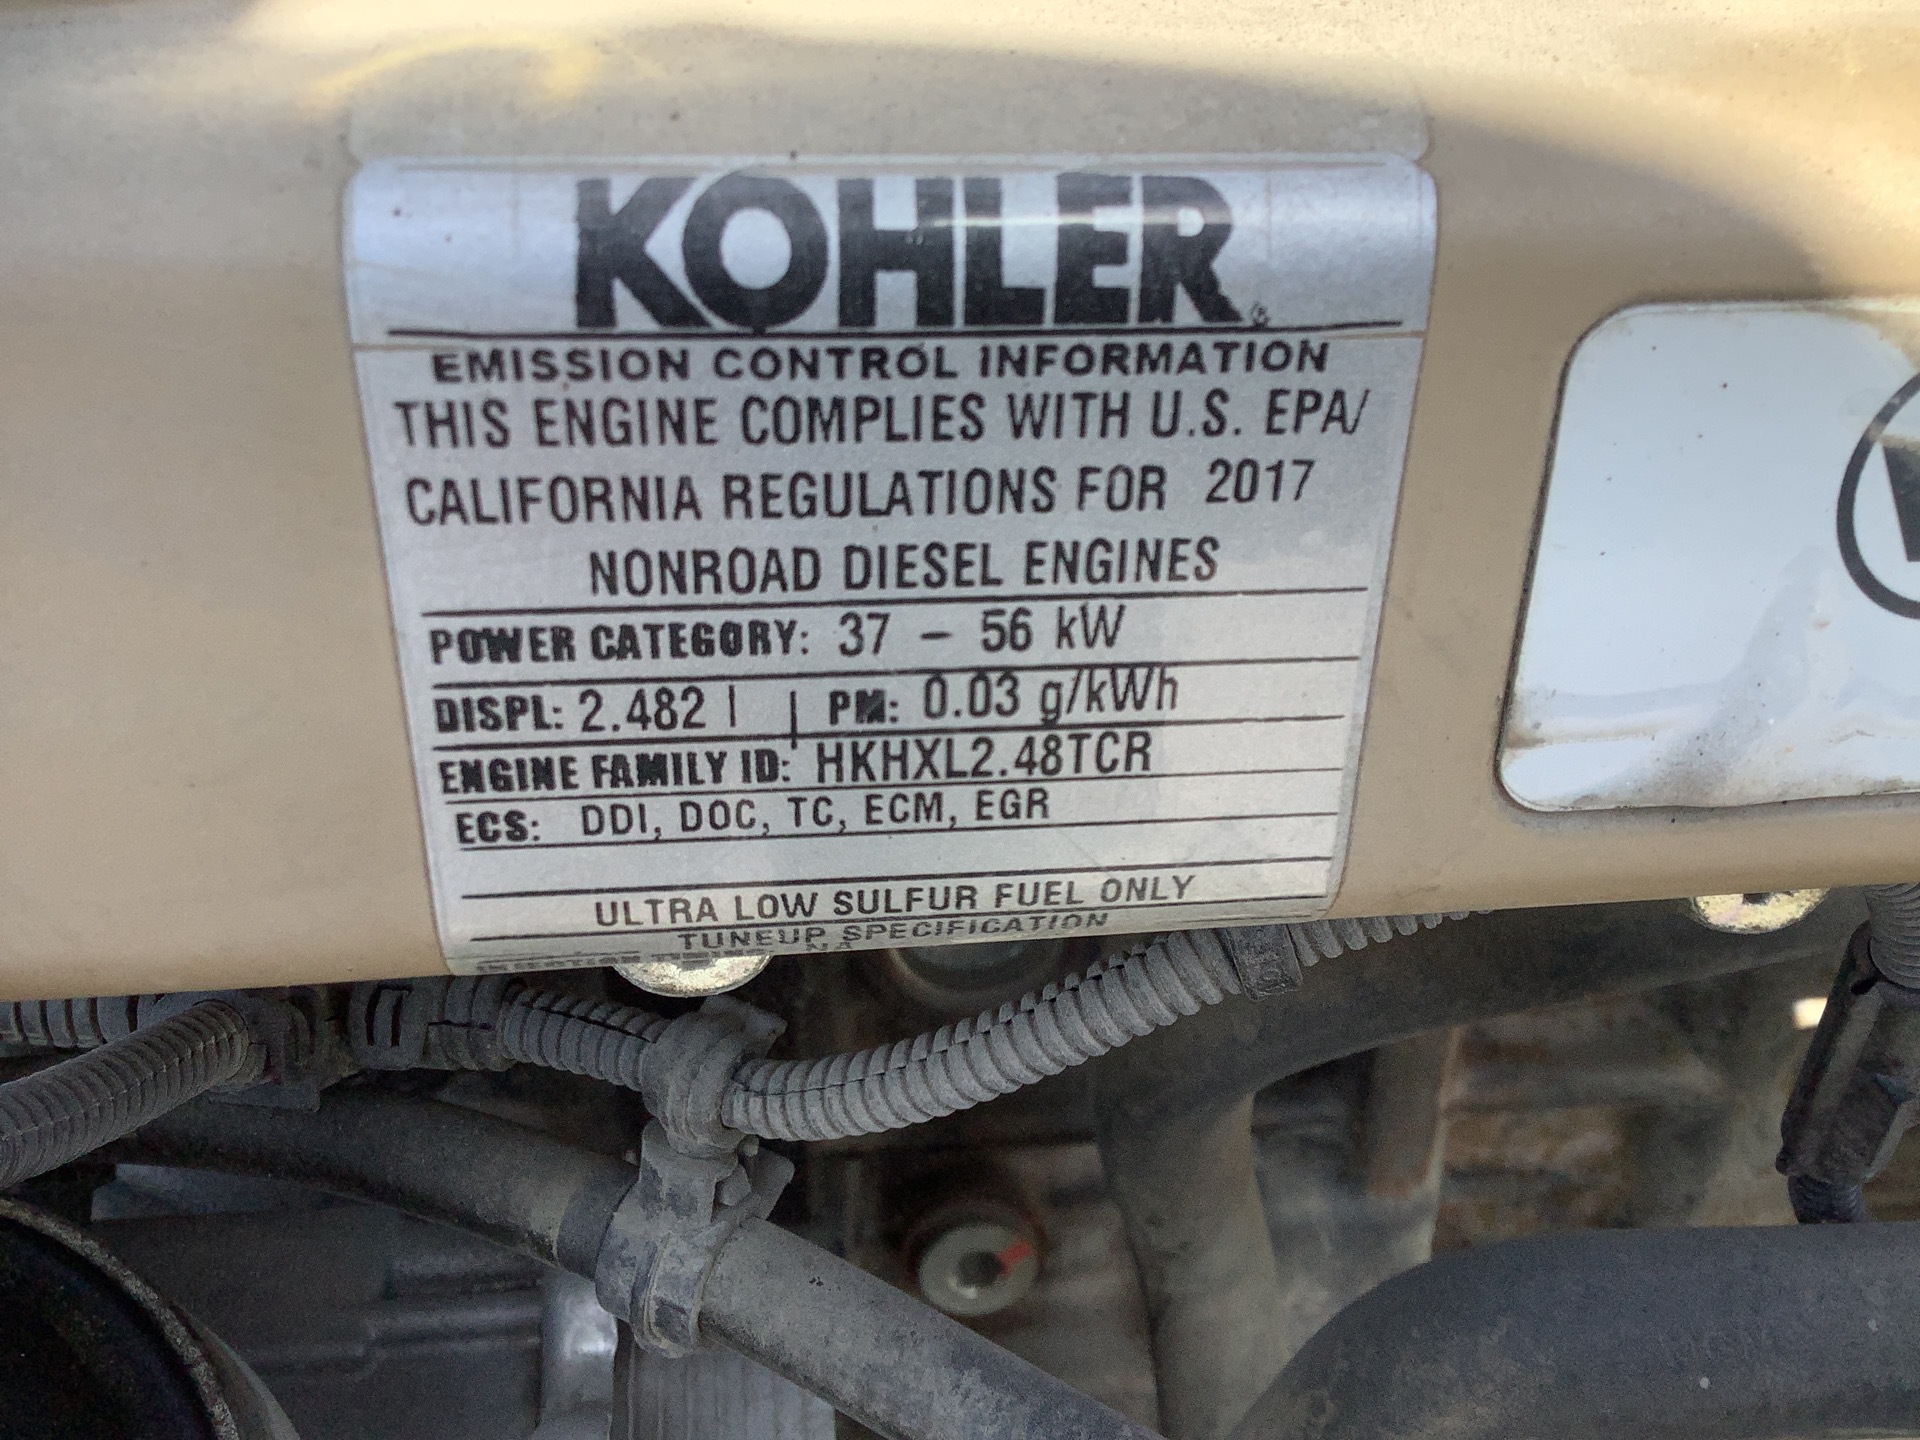 KOHLER®
EMISSION CONTROL INFORMATION
THIS ENGINE COMPLIES WITH U.S. EPA/
CALIFORNIA REGULATIONS FOR 2017
NONROAD DIESEL ENGINES
POWER CATEGORY: 37 - 56 kW
DISPL: 2.482 l | PM: 0.03 g/kWh
ENGINE FAMILY ID: HKHXL2.48TCR
ECS: DDI, DOC, TC, ECM, EGR
ULTRA LOW SULFUR FUEL ONLY
TUNEUP SPECIFICATION